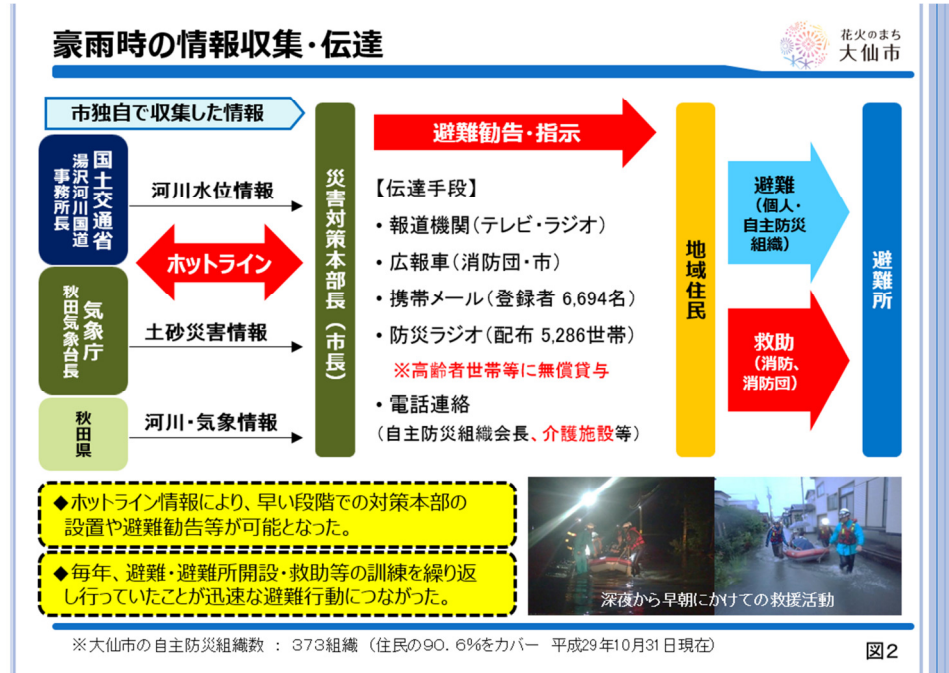 豪雨時の情報収集・伝達
花火のまち
大仙市
市独自で収集した情報
国土交通省
湯沢河川国道
事務所長
気象庁
秋田気象台長
秋田県
河川水位情報
ホットライン
土砂災害情報
河川・気象情報
災害対策本部長（市長）
避難勧告・指示
【伝達手段】
・報道機関（テレビ・ラジオ）
・広報車（消防団・市）
・携帯メール（登録者 6,694名）
・防災ラジオ（配布 5,286世帯）
※高齢者世帯等に無償貸与
・電話連絡
（自主防災組織会長、介護施設等）
地域住民
避難
（個人・
自主防災
組織）
救助
（消防、
消防団）
避難所
◆ホットライン情報により、早い段階での対策本部の
設置や避難勧告等が可能となった。
◆毎年、避難・避難所開設・救助等の訓練を繰り返
し行っていたことが迅速な避難行動につながった。
深夜から早朝にかけての救援活動
※大仙市の自主防災組織数 ： 373組織 （住民の90．6%をカバー 平成29年10月31日現在）
図2